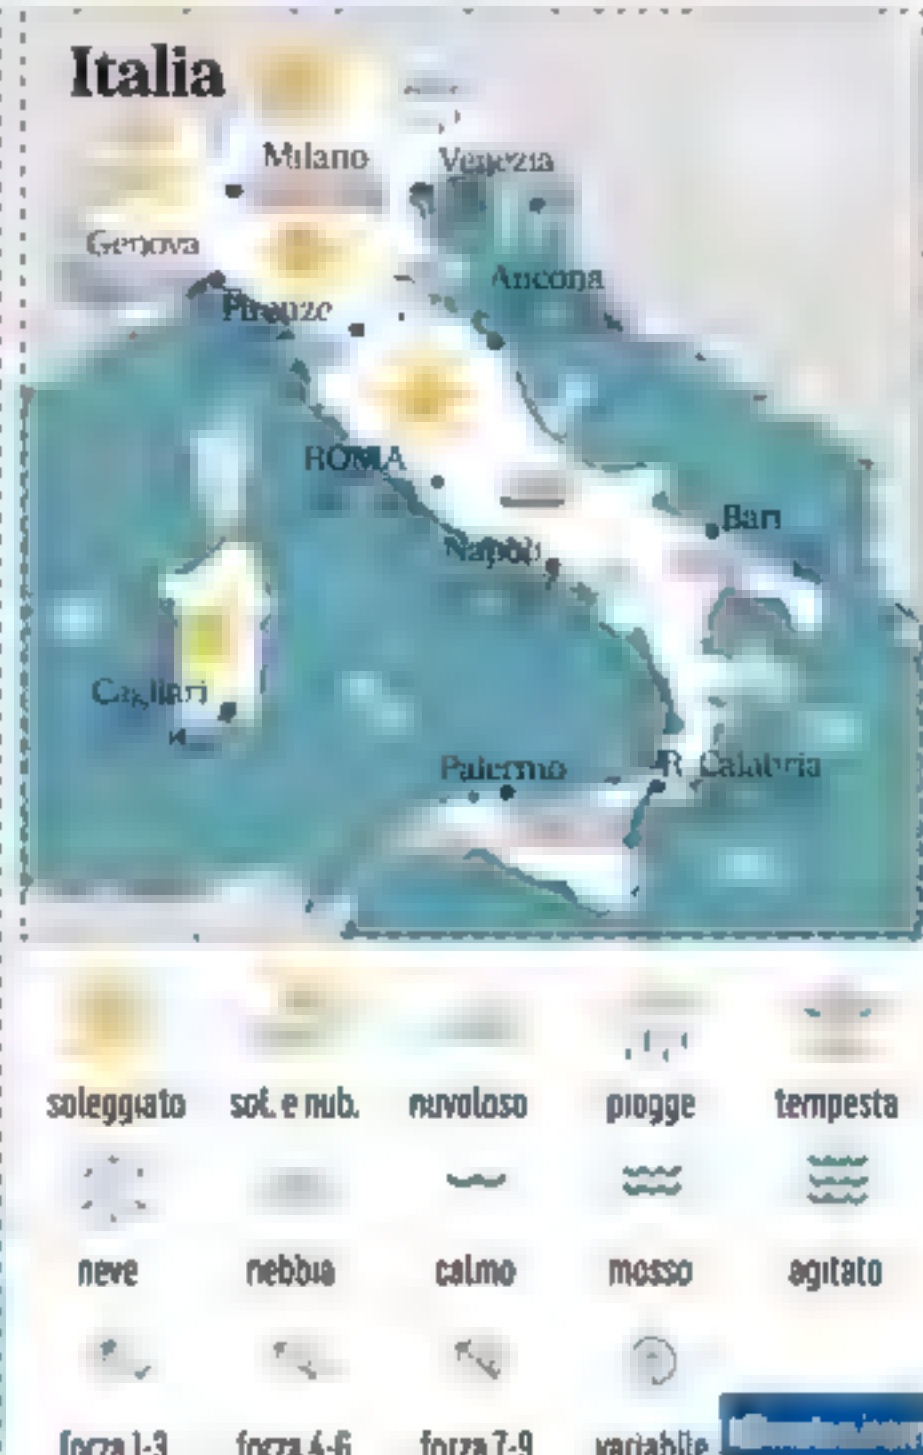 Italia
Milano
Venezia
Genova
Ancona
Firenze
ROMA
Bari
Napoli
Cagliari
Palermo
R. Calabria
soleggiato sol. e nub. nuvoloso piogge tempesta
neve nebbia calmo mosso agitato
forza 1-3 forza 4-6 forza 7-9 variabile